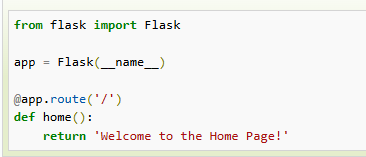 from flask import Flask
app = Flask(__name__)
@app.route('/')
def home():
    return 'Welcome to the Home Page!'